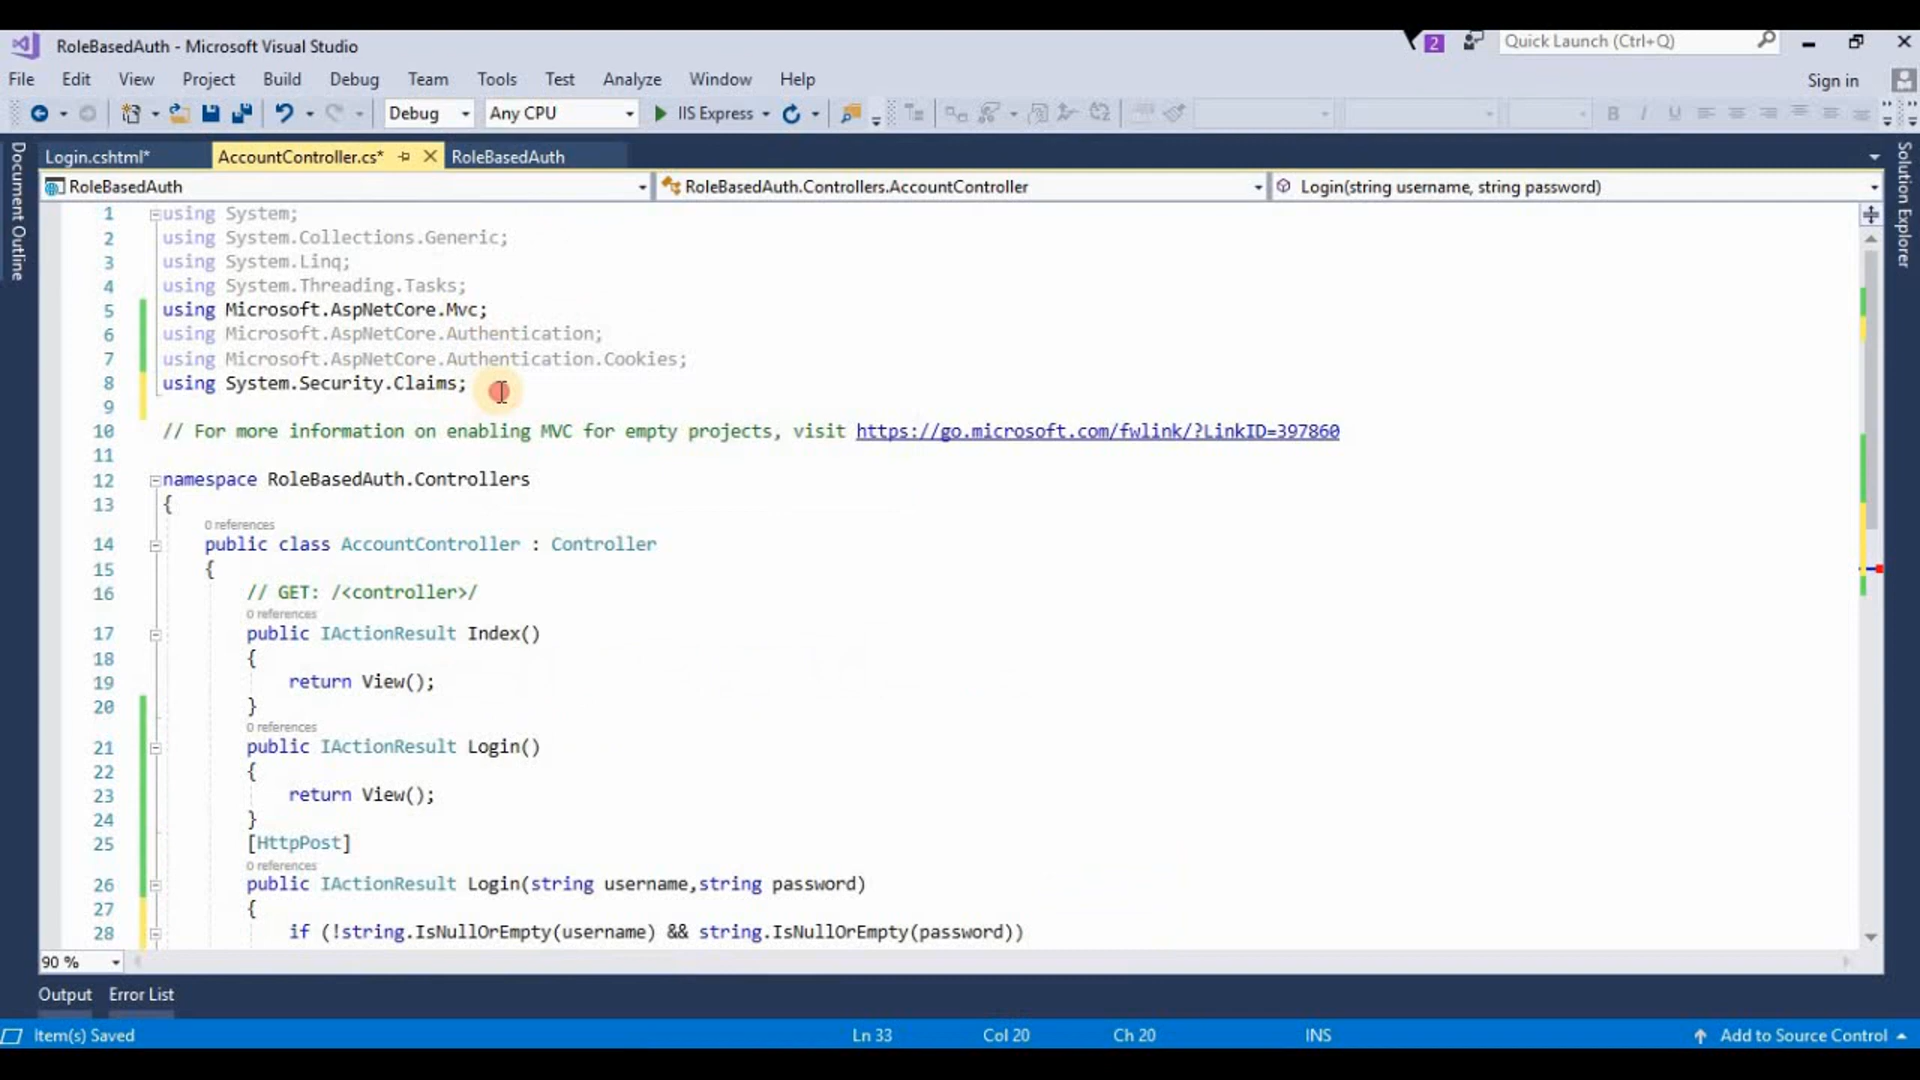 RoleBasedAuth - Microsoft Visual Studio
2
Quick Launch (Ctrl+Q)
File Edit View Project Build Debug Team Tools Test Analyze Window Help
Sign in
Debug Any CPU IIS Express
Document Outline
Login.cshtml* AccountController.cs* RoleBasedAuth
Solution Explorer
RoleBasedAuth RoleBasedAuth.Controllers.AccountController Login(string username, string password)
1 using System;
2 using System.Collections.Generic;
3 using System.Linq;
4 using System.Threading.Tasks;
5 using Microsoft.AspNetCore.Mvc;
6 using Microsoft.AspNetCore.Authentication;
7 using Microsoft.AspNetCore.Authentication.Cookies;
8 using System.Security.Claims;
9
10 // For more information on enabling MVC for empty projects, visit https://go.microsoft.com/fwlink/?LinkID=397860
11
12 namespace RoleBasedAuth.Controllers
13 {
0 references
14 public class AccountController : Controller
15 {
16 // GET: /<controller>/
0 references
17 public IActionResult Index()
18 {
19 return View();
20 }
0 references
21 public IActionResult Login()
22 {
23 return View();
24 }
25 [HttpPost]
0 references
26 public IActionResult Login(string username,string password)
27 {
28 if (!string.IsNullOrEmpty(username) && string.IsNullOrEmpty(password))
90 %
Output Error List
Item(s) Saved Ln 33 Col 20 Ch 20 INS Add to Source Control